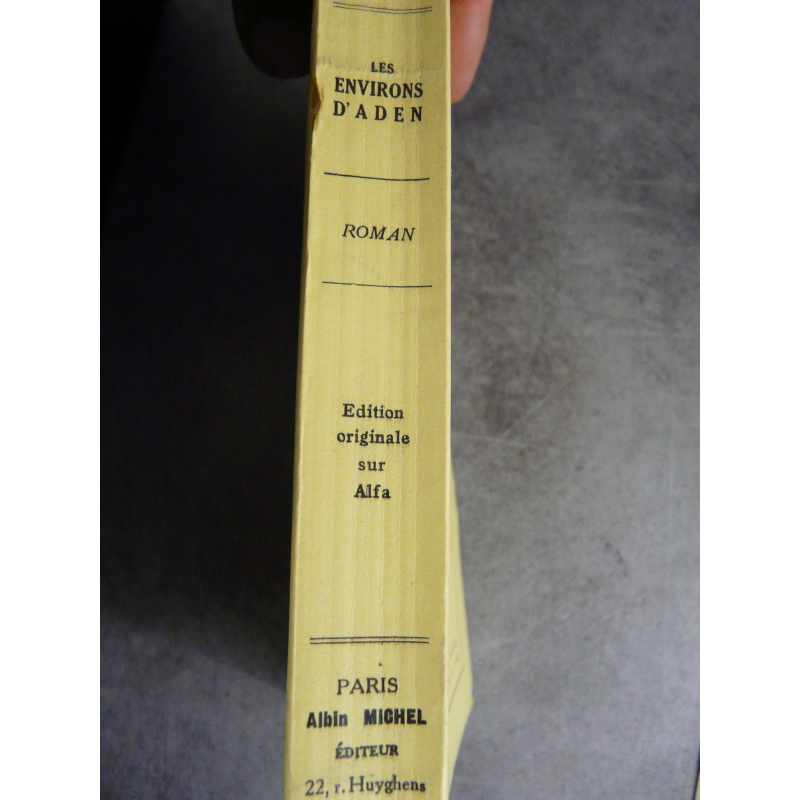 LES
ENVIRONS
D'ADEN
ROMAN
Edition
originale
sur
Alfa
PARIS
Albin MICHEL
ÉDITEUR
22, r. Huyghens